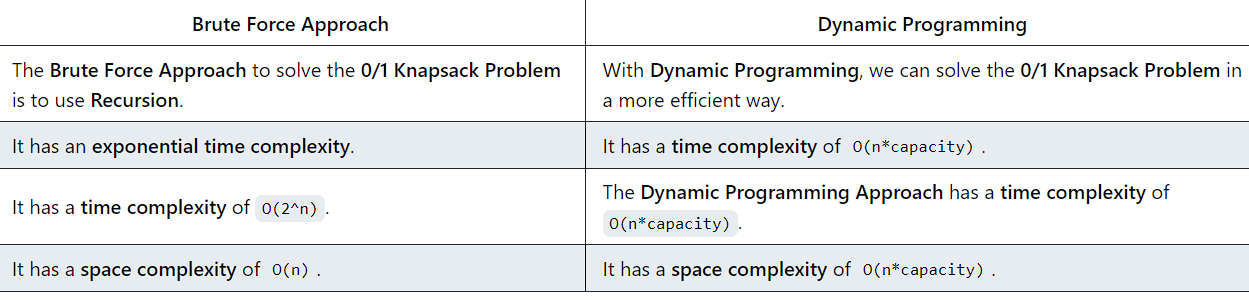 Brute Force Approach
Dynamic Programming
The Brute Force Approach to solve the 0/1 Knapsack Problem
is to use Recursion.
With Dynamic Programming, we can solve the 0/1 Knapsack Problem in
a more efficient way.
It has an exponential time complexity.
It has a time complexity of O(n*capacity) .
It has a time complexity of O(2^n).
The Dynamic Programming Approach has a time complexity of
O(n*capacity).
It has a space complexity of O(n) .
It has a space complexity of O(n*capacity) .